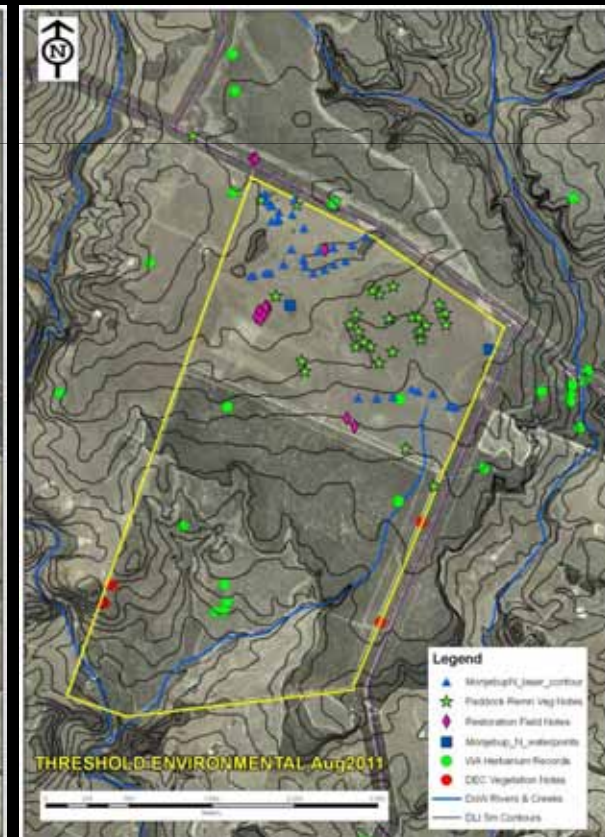 N
Legend
MonjebupN_laser_contour
Paddock Remn Veg Notes
Restoration Field Notes
Monjebup_N_waterpoints
WA Herbarium Records
DEC Vegetation Notes
DoW Rivers & Creeks
DLI 5m Contours
THRESHOLD ENVIRONMENTAL Aug2011